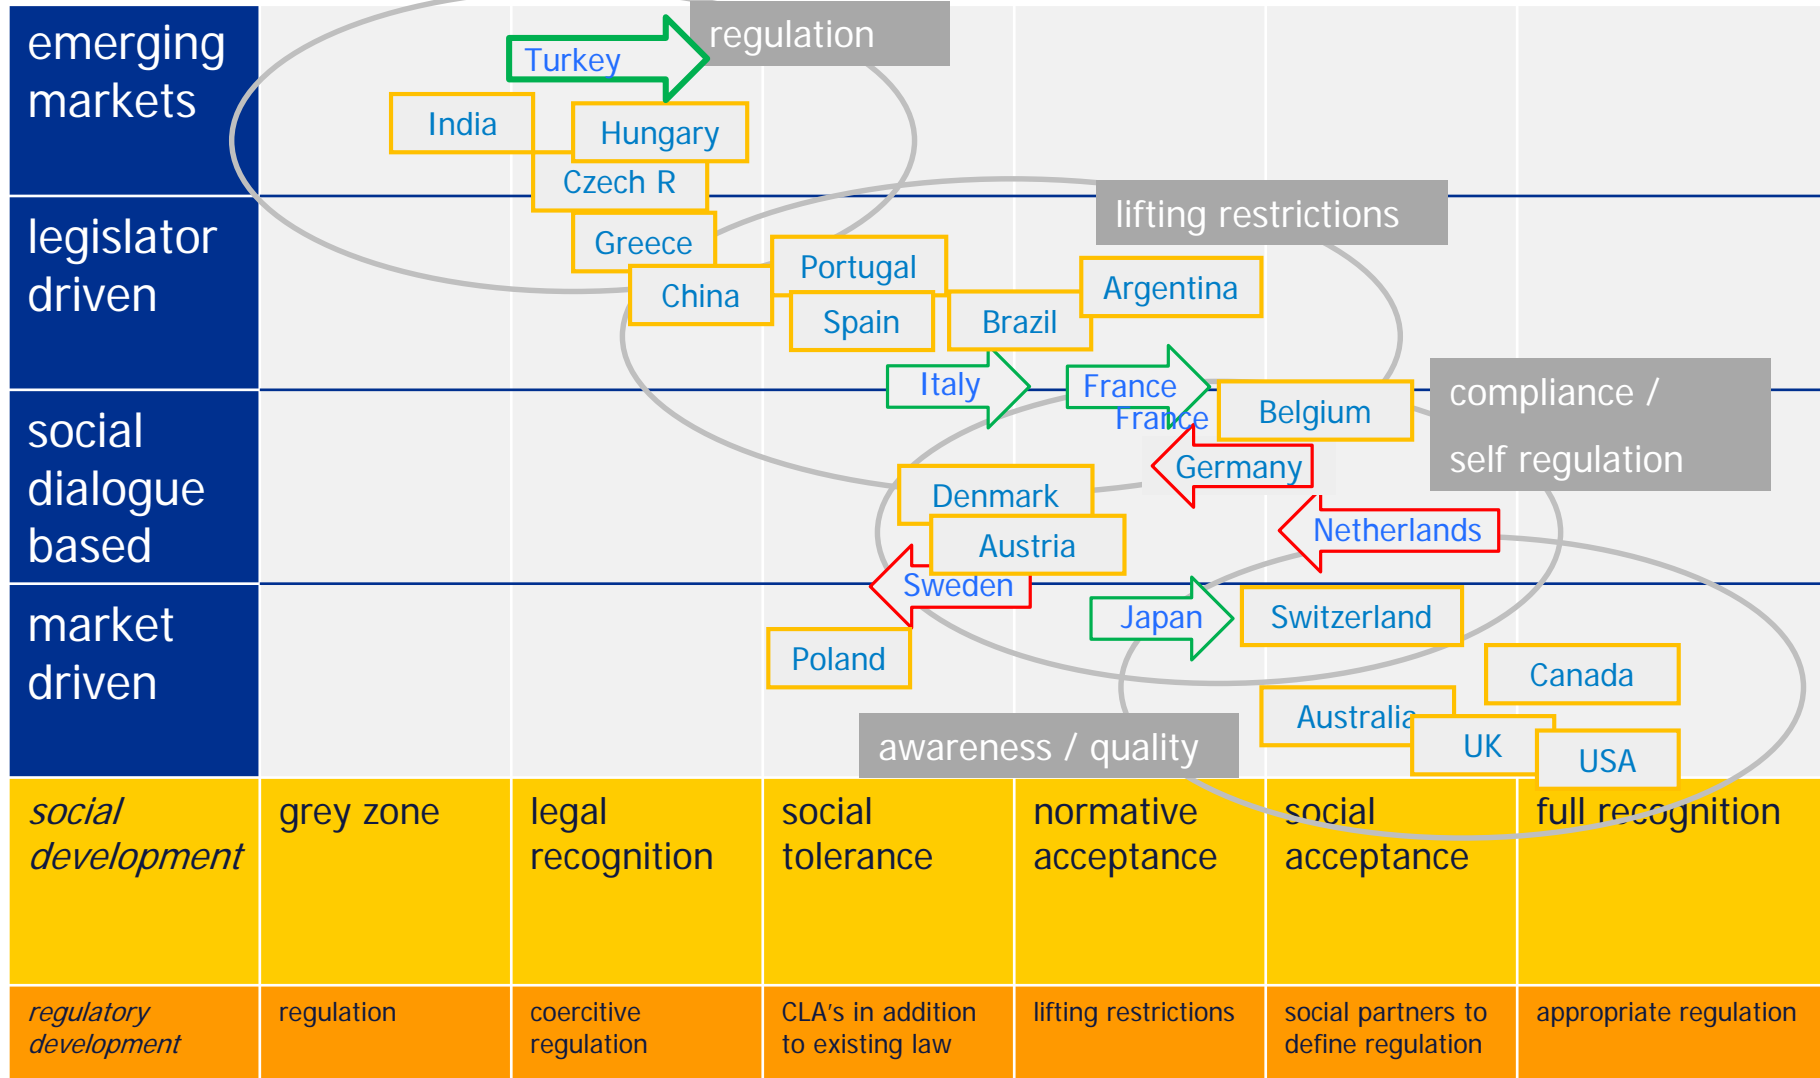 emerging
markets
regulation
Turkey
India
Hungary
Czech R
legislator
driven
lifting restrictions
Greece
Portugal
China
Argentina
Spain
Brazil
Italy
France
France
social
dialogue
based
Belgium
compliance /
self regulation
Germany
Denmark
Netherlands
Austria
Sweden
market
driven
Japan
Switzerland
Poland
Canada
Australia
UK
USA
awareness / quality
social
development
grey zone
legal
recognition
social
tolerance
normative
acceptance
social
acceptance
full recognition
regulatory
development
regulation
coercitive
regulation
CLA's in addition
to existing law
lifting restrictions
social partners to
define regulation
appropriate regulation